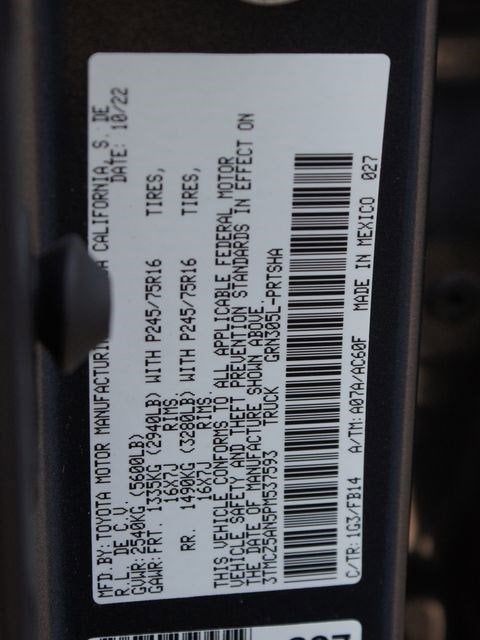 MFD.BY:TOYOTA MOTOR MANUFACTURIN CALIFORNIA,S. DE
R.L. DE C.V. DATE: 10/22
GVWR:2540KG(5600LB)
GAWR:FRT. 1335KG (2940LB) WITH P245/75R16 TIRES,
16X7J RIMS,
RR. 1490KG (3280LB) WITH P245/75R16 TIRES,
16X7J RIMS.
THIS VEHICLE CONFORMS TO ALL APPLICABLE FEDERAL MOTOR
VEHICLE SAFETY AND THEFT PREVENTION STANDARDS IN EFFECT ON
THE DATE OF MANUFACTURE SHOWN ABOVE.
3TMCZ5AN5PM537593 TRUCK GRN305L-PRTSHA
C/TR:1G3/FB14 A/TM:A07A/AC60F MADE IN MEXICO 027